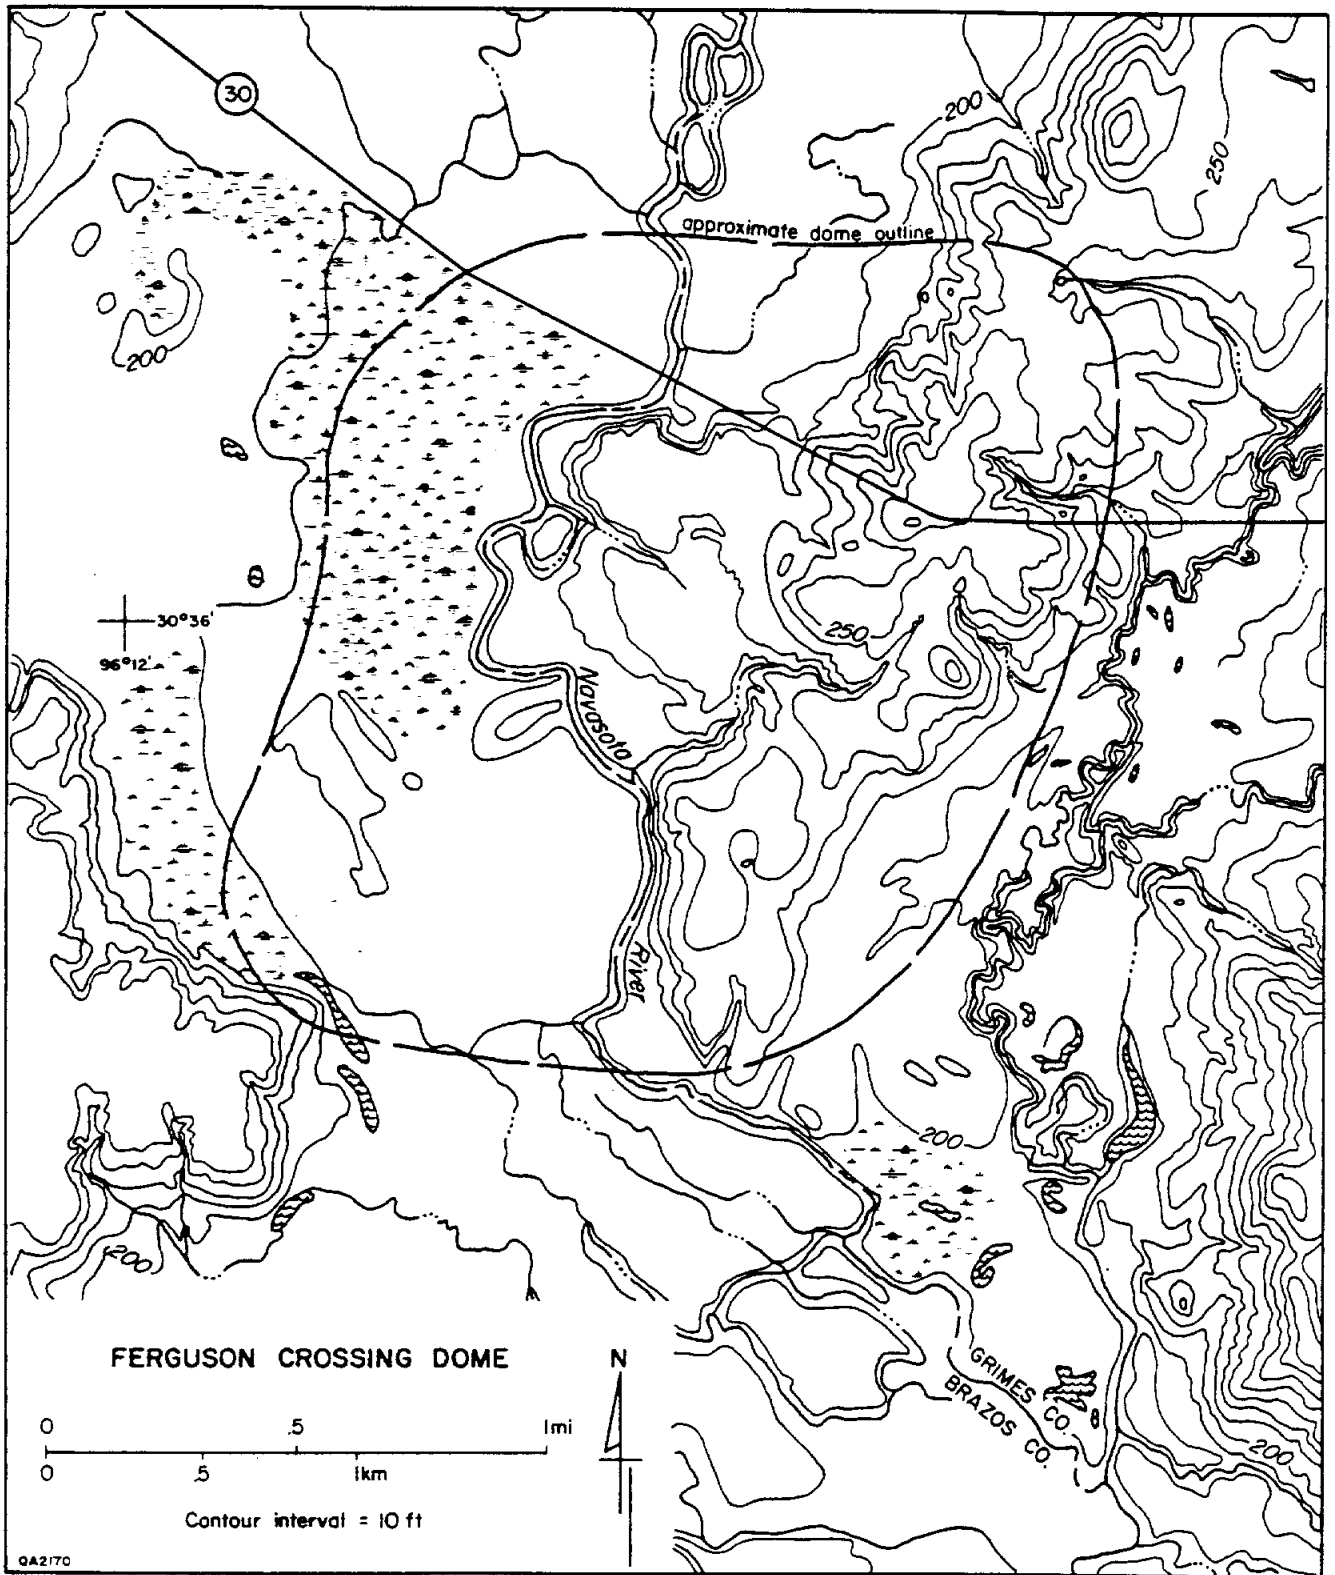 30
200
250
approximate dome outline
200
30°36'
96°12'
250
Navasota
River
200
200
FERGUSON CROSSING DOME
N
GRIMES CO.
BRAZOS CO.
200
0 .5 1mi
0 .5 1km
Contour interval = 10 ft
QA2170